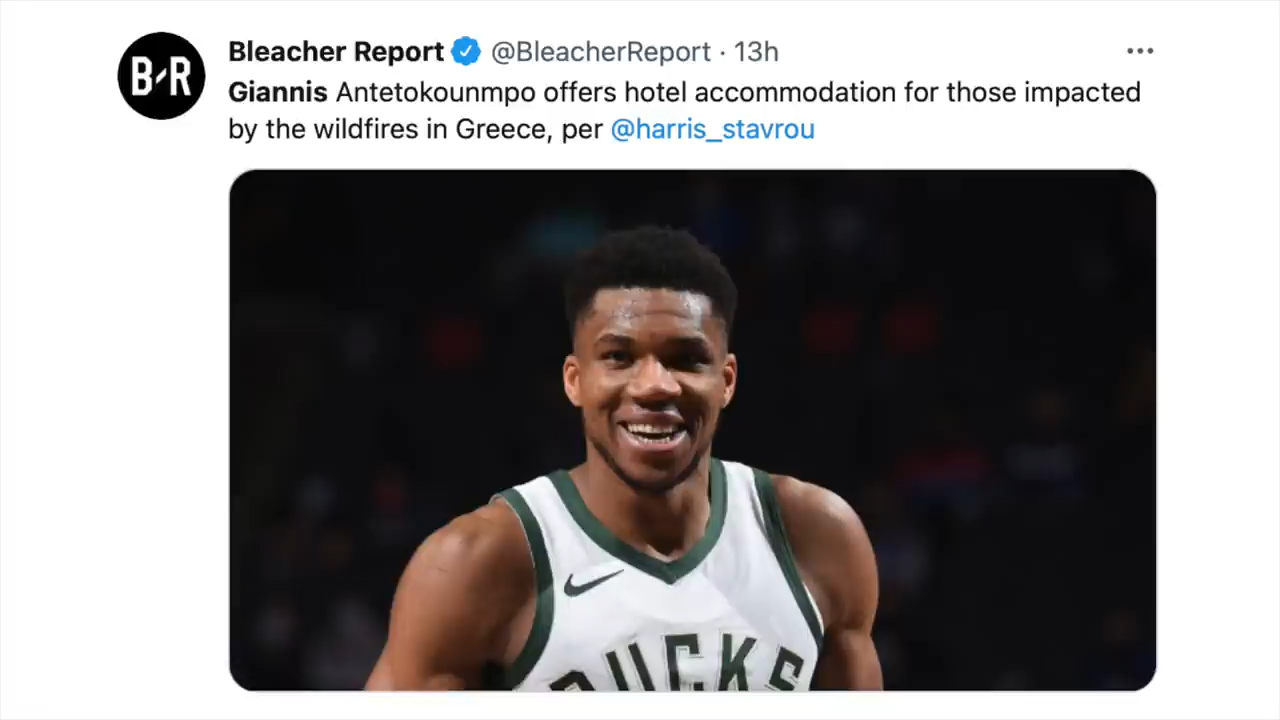 B/R
Bleacher Report @BleacherReport · 13h
Giannis Antetokounmpo offers hotel accommodation for those impacted
by the wildfires in Greece, per @harris_stavrou
BUCKS